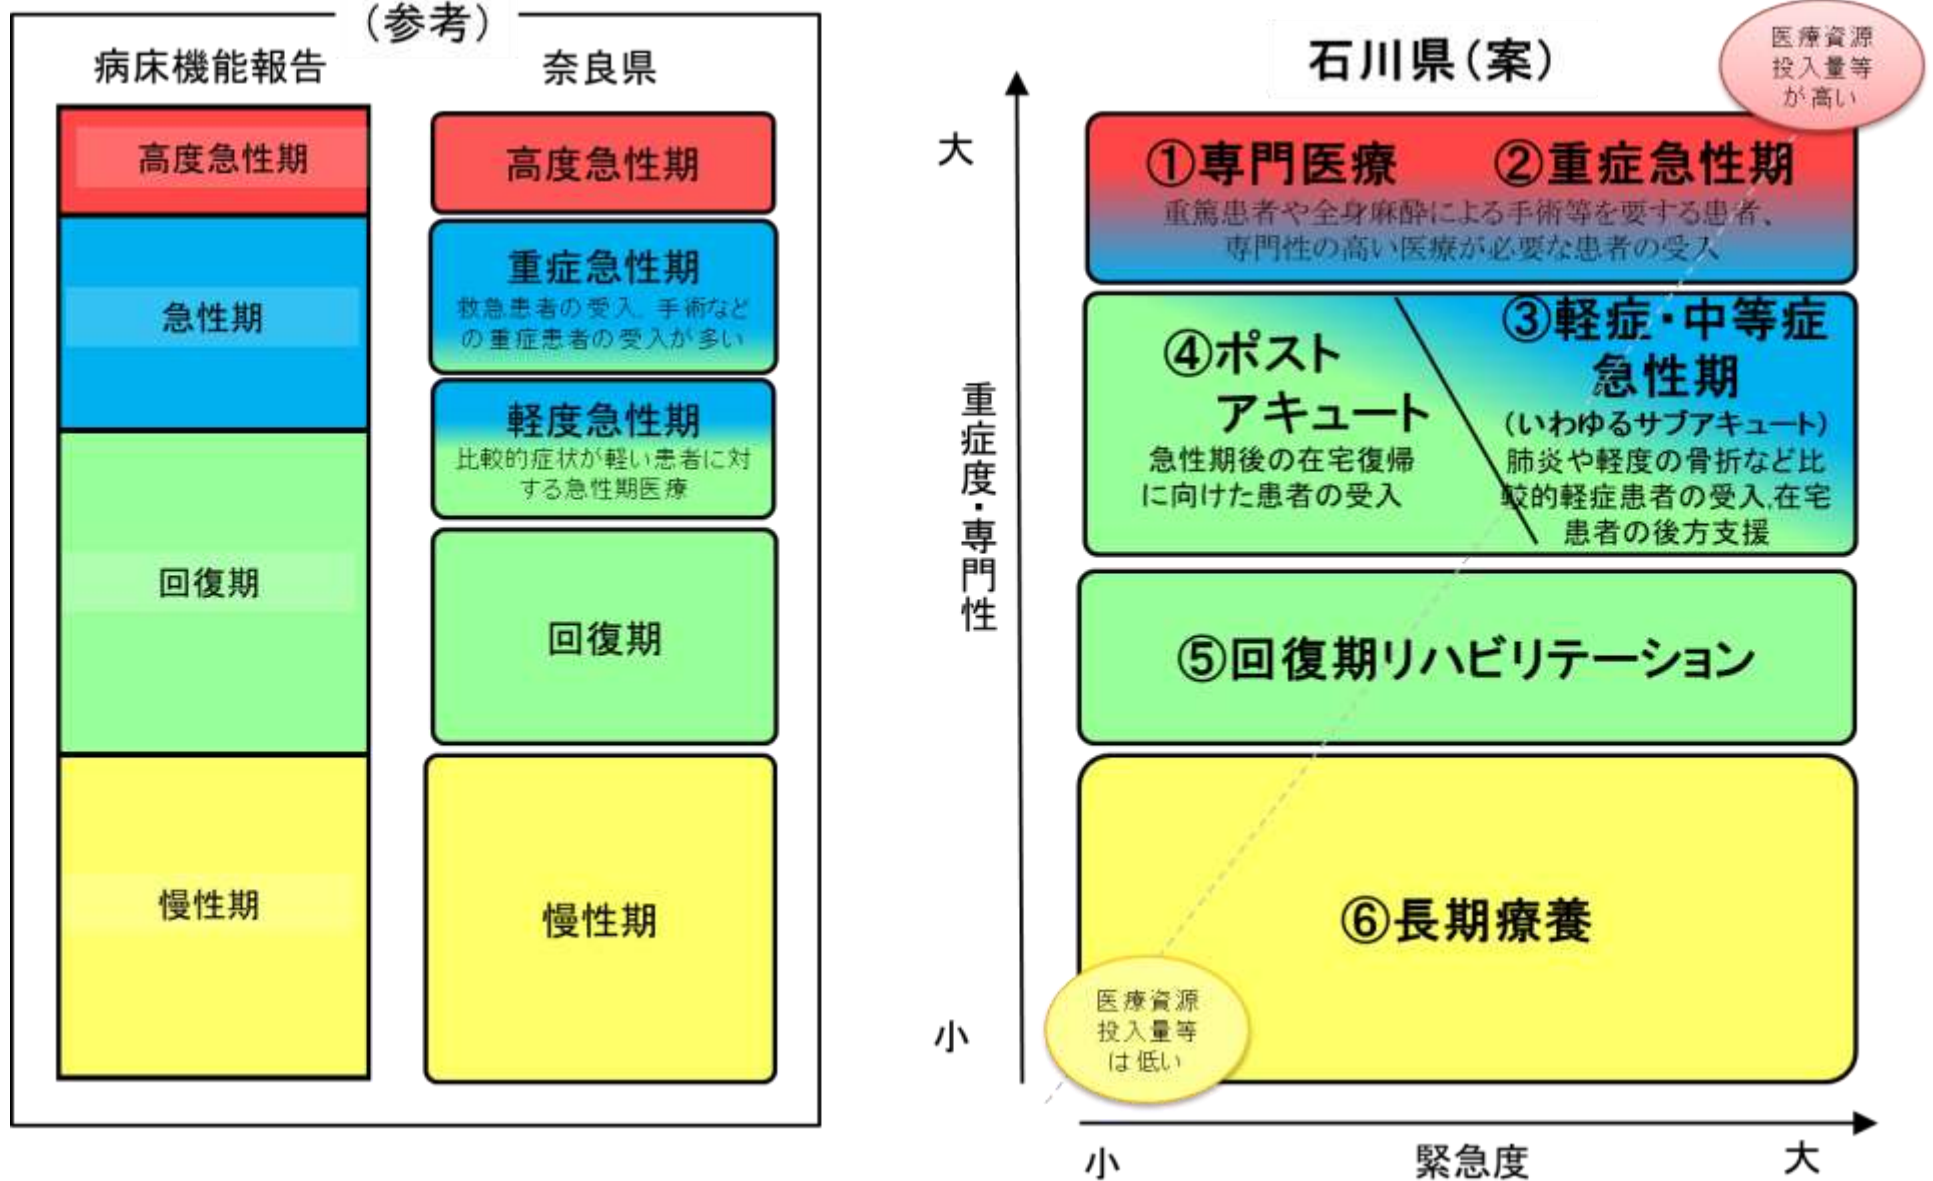 (参考)
病床機能報告
高度急性期
急性期
回復期
慢性期
奈良県
高度急性期
重症急性期
救急患者の受入、手術など
の重症患者の受入が多い
軽度急性期
比較的症状が軽い患者に対
する急性期医療
回復期
慢性期
石川県(案)
医療資源
投入量等
が高い
大
重症度・専門性
小
①専門医療 ②重症急性期
重篤患者や全身麻酔による手術等を要する患者、
専門性の高い医療が必要な患者の受入
④ポスト
アキュート
急性期後の在宅復帰
に向けた患者の受入
③軽症・中等症
急性期
(いわゆるサブアキュート)
肺炎や軽度の骨折など比
較的軽症患者の受入,在宅
患者の後方支援
⑤回復期リハビリテーション
⑥長期療養
医療資源
投入量等
は低い
小 緊急度 大